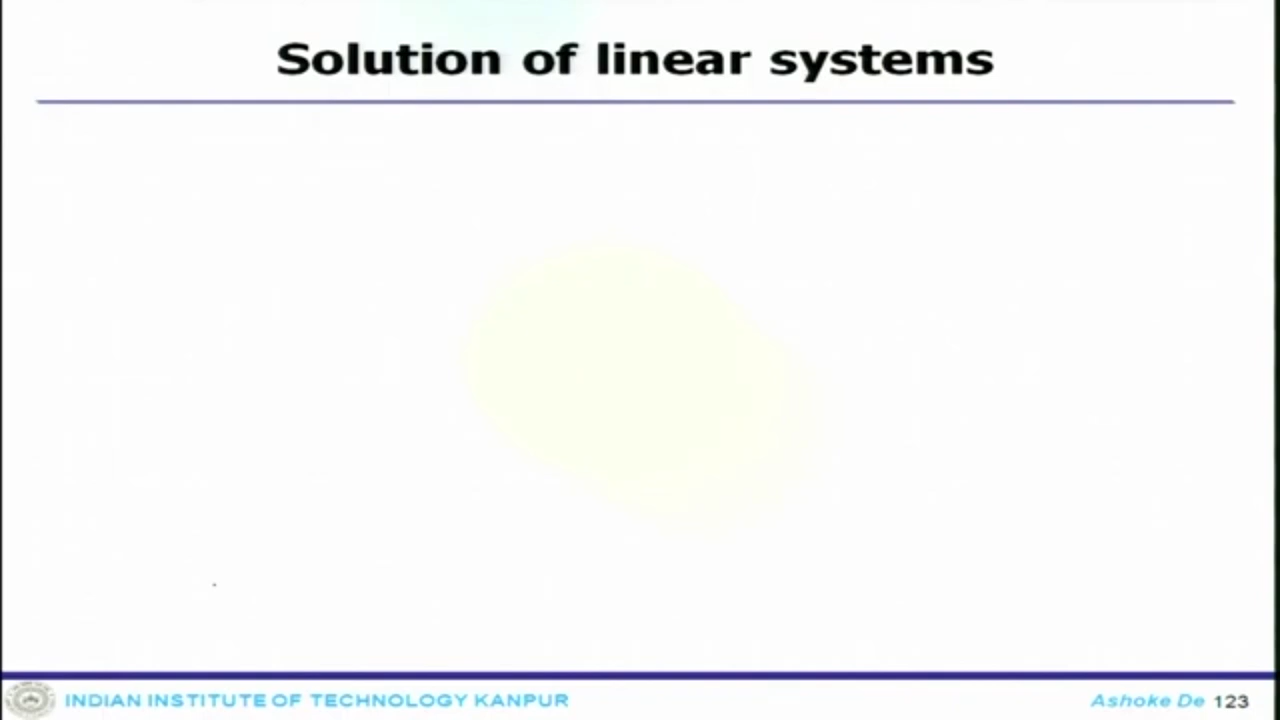 Solution of linear systems
INDIAN INSTITUTE OF TECHNOLOGY KANPUR
Ashoke De 123